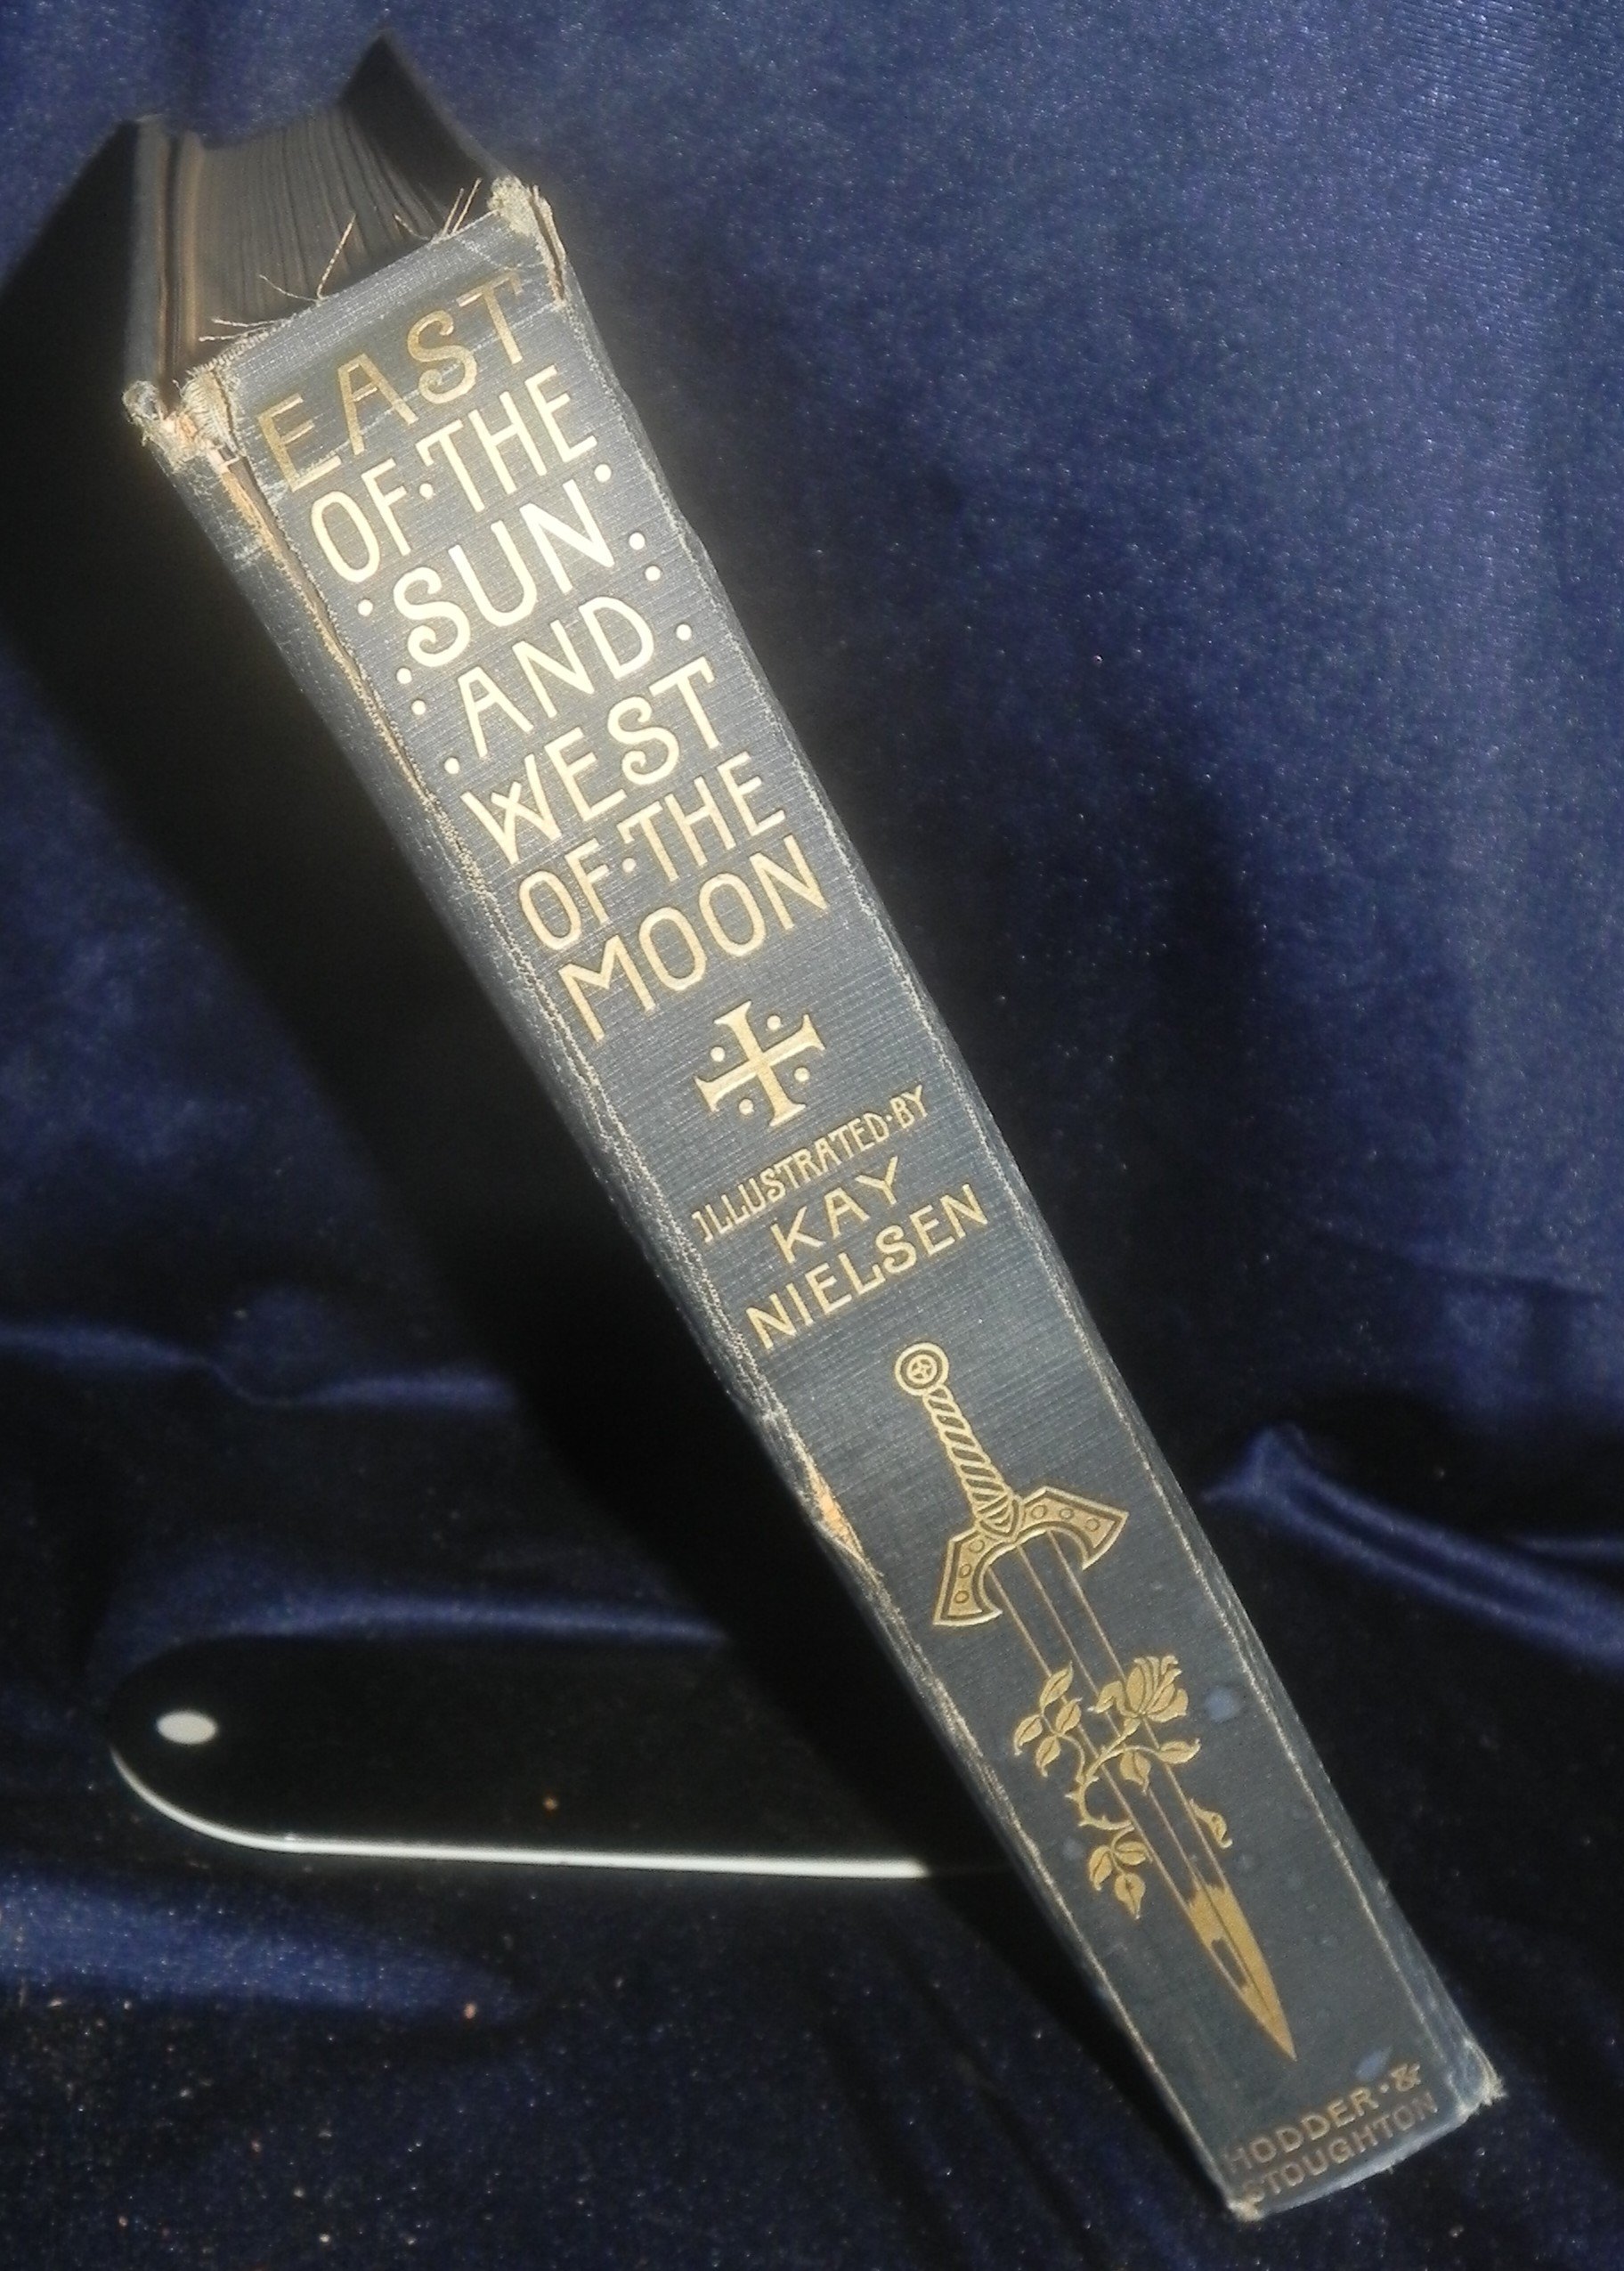 EAST
OF·THE
·SUN·
:AND:
·WEST
OF·THE
MOON
ILLUSTRATED·BY
KAY
NIELSEN
HODDER·&
STOUGHTON